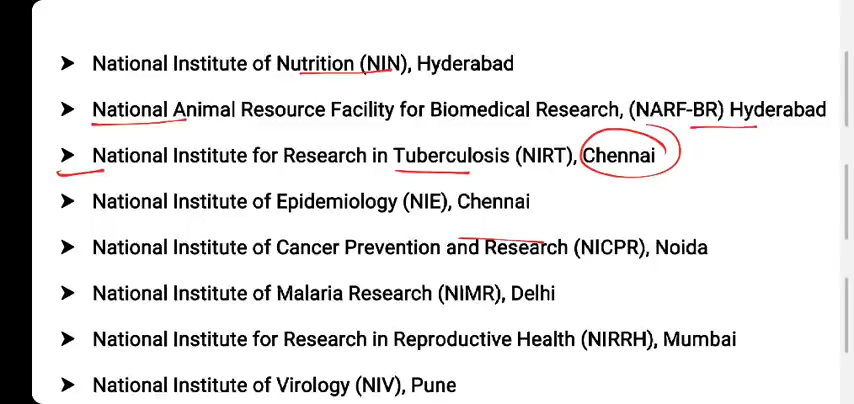 ➤ National Institute of Nutrition (NIN), Hyderabad
➤ National Animal Resource Facility for Biomedical Research, (NARF-BR) Hyderabad
➤ National Institute for Research in Tuberculosis (NIRT), Chennai
➤ National Institute of Epidemiology (NIE), Chennai
➤ National Institute of Cancer Prevention and Research (NICPR), Noida
➤ National Institute of Malaria Research (NIMR), Delhi
➤ National Institute for Research in Reproductive Health (NIRRH), Mumbai
➤ National Institute of Virology (NIV), Pune